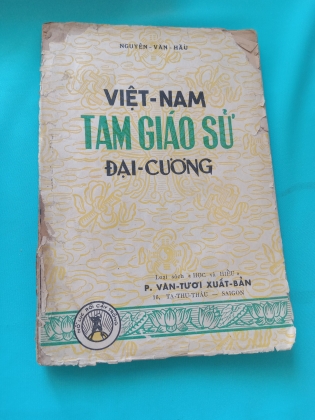 NGUYỄN - VĂN - HẦU
VIỆT-NAM
TAM GIÁO SỬ
ĐẠI-CƯƠNG
Loại sách « HỌC và HIỂU »
P. VĂN-TƯƠI XUẤT-BẢN
16, TẠ-THU-THÂU — SAIGON